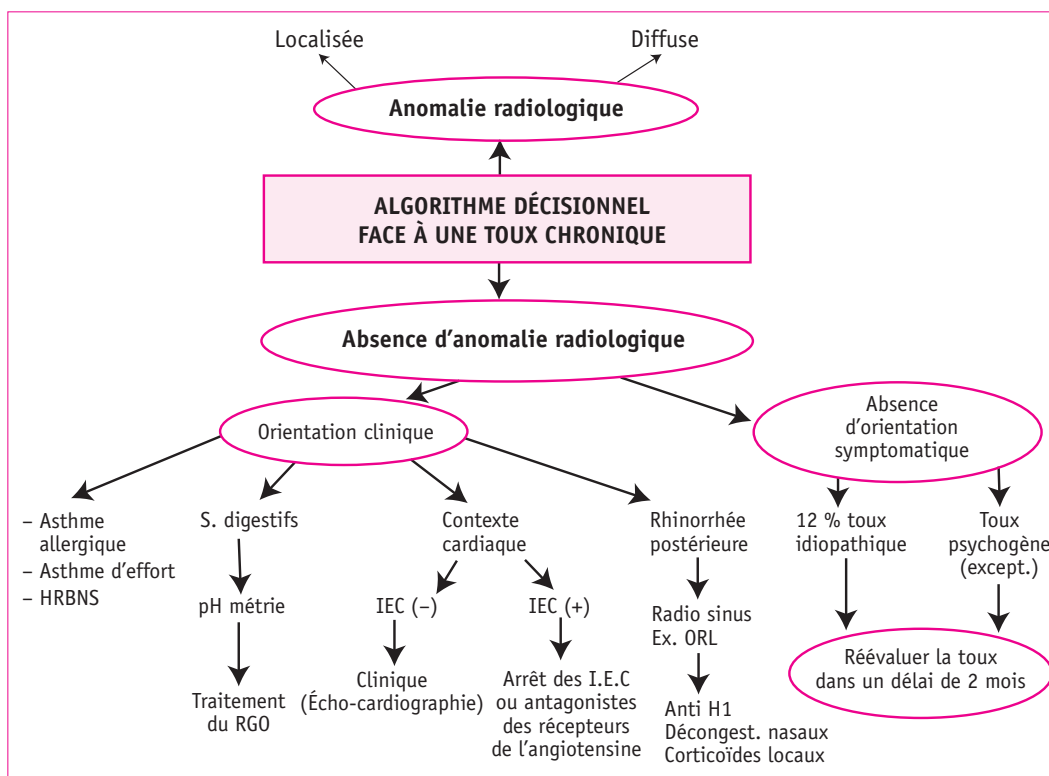 Localisée
Diffuse
Anomalie radiologique
ALGORITHME DÉCISIONNEL
FACE À UNE TOUX CHRONIQUE
Absence d'anomalie radiologique
Orientation clinique
Absence
d'orientation
symptomatique
– Asthme
allergique
– Asthme d'effort
– HRBNS
S. digestifs
pH métrie
Traitement
du RGO
Contexte
cardiaque
IEC (–)
Clinique
(Écho-cardiographie)
IEC (+)
Arrêt des I.E.C
ou antagonistes
des récepteurs
de l'angiotensine
Rhinorrhée
postérieure
Radio sinus
Ex. ORL
Anti H1
Décongest. nasaux
Corticoïdes locaux
12 % toux
idiopathique
Toux
psychogène
(except.)
Réévaluer la toux
dans un délai de 2 mois